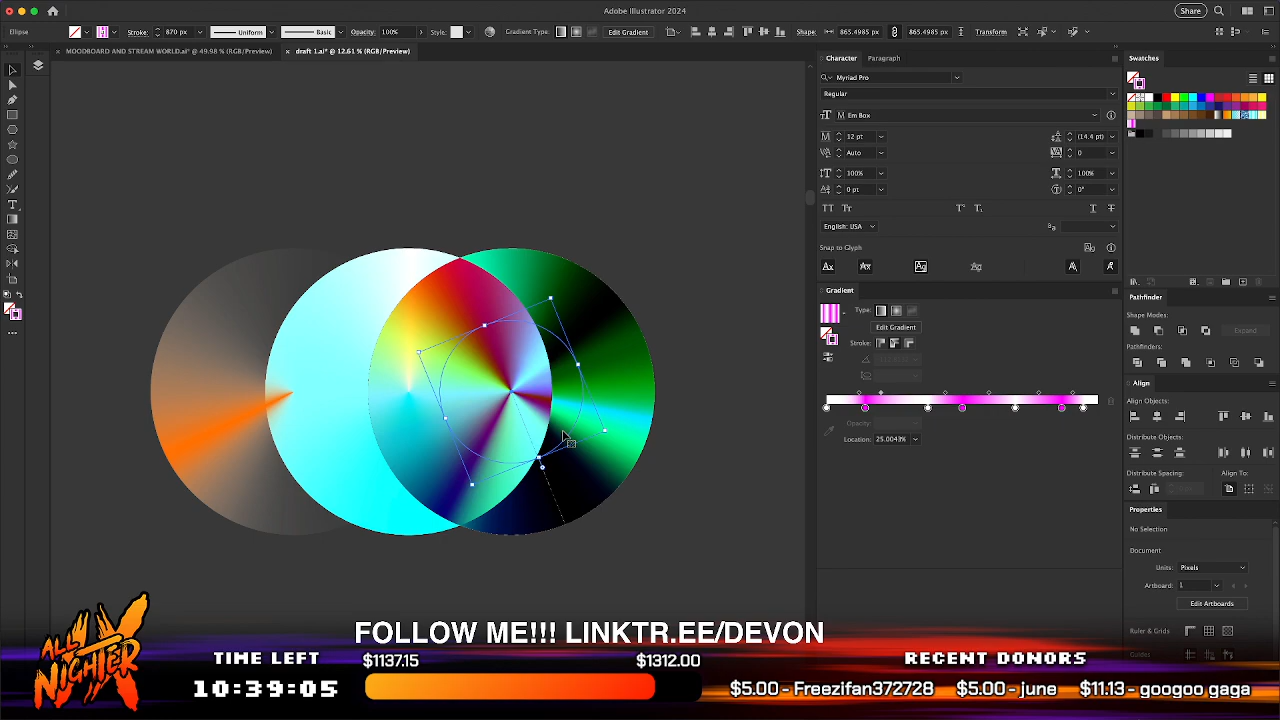 Adobe Illustrator 2024
Share
Ellipse
Stroke:
870 px
Uniform
Basic
Opacity:
100%
Style:
Gradient Type:
Edit Gradient
Shape:
865.4985 px
865.4985 px
Transform
× MOODBOARD AND STREAM WORLD.ai* @ 49.98 % (RGB/Preview)
× draft 1.ai* @ 12.61 % (RGB/Preview)
Character
Paragraph
Myriad Pro
Regular
Em Box
12 pt
(14.4 pt)
Auto
0
100%
100%
0 pt
0°
English: USA
Snap to Glyph
Gradient
Type:
Edit Gradient
Stroke:
Opacity:
Location: 25.0043%
Swatches
Pathfinder
Shape Modes:
Expand
Pathfinders:
Align
Align Objects:
Distribute Objects:
Distribute Spacing:
Align To:
Properties
No Selection
Document
Units:
Pixels
Artboard:
1
Edit Artboards
Ruler & Grids
Guides
FOLLOW ME!!! LINKTR.EE/DEVON
ALL NIGHTER
TIME LEFT
10:39:05
$1137.15
$1312.00
RECENT DONORS
$5.00 - Freezifan372728
$5.00 - june
$11.13 - googoo gaga